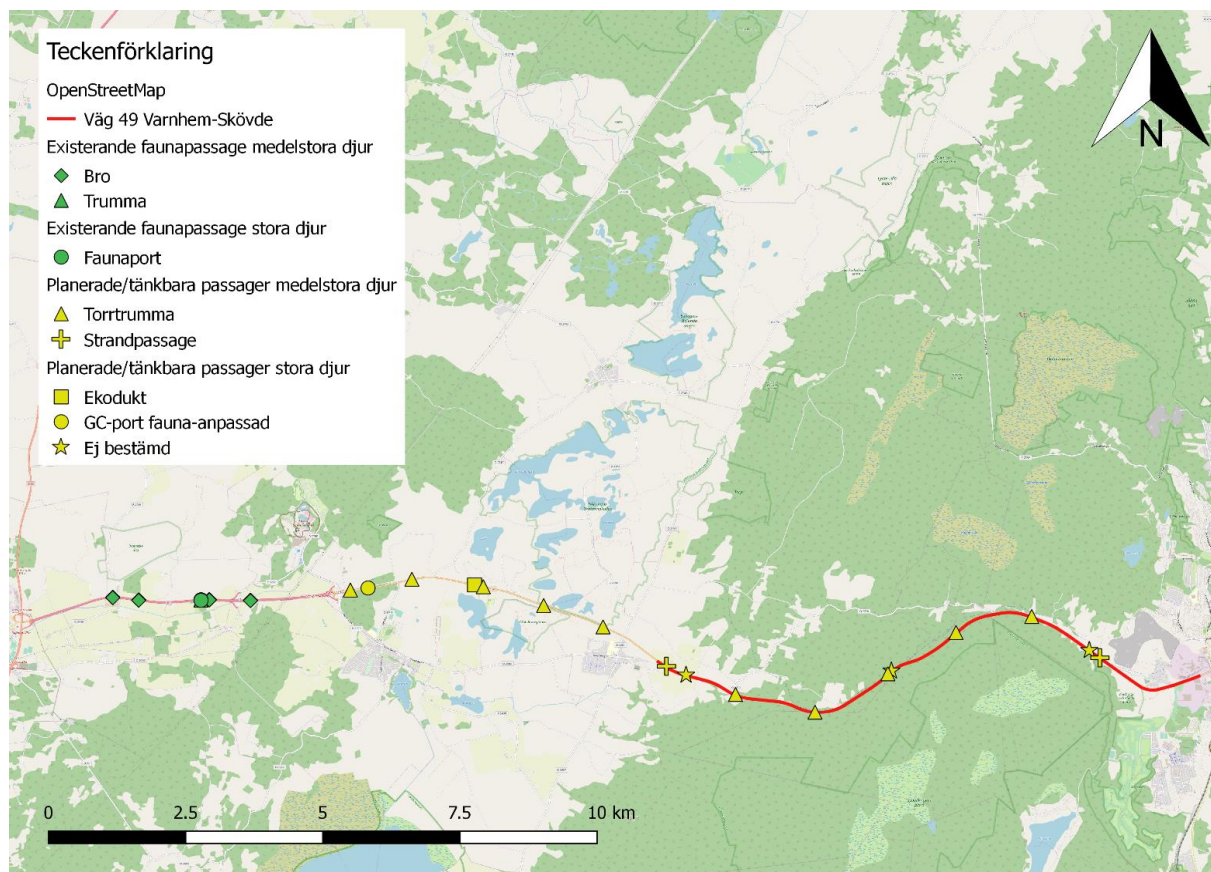 Teckenförklaring
OpenStreetMap
Väg 49 Varnhem-Skövde
Existerande faunapassage medelstora djur
Bro
Trumma
Existerande faunapassage stora djur
Faunaport
Planerade/tänkbara passager medelstora djur
Torrtrumma
Strandpassage
Planerade/tänkbara passager stora djur
Ekodukt
GC-port fauna-anpassad
Ej bestämd
N
0 2.5 5 7.5 10 km